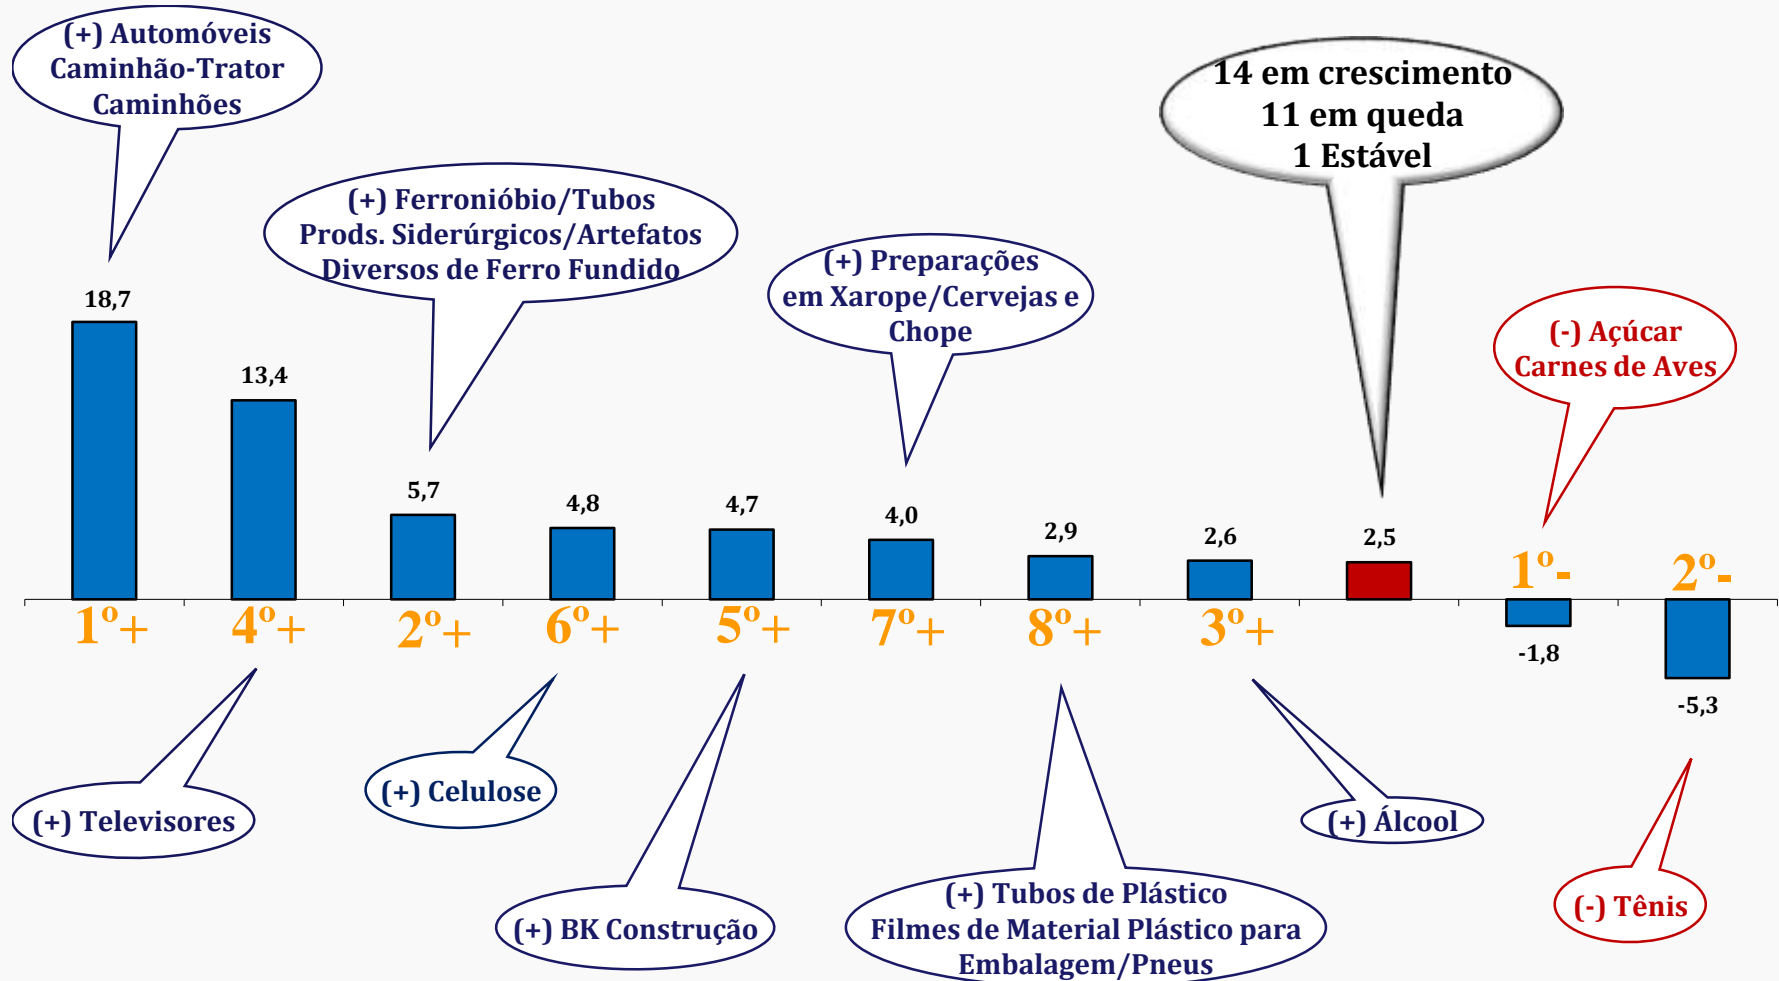 (+) Automóveis
Caminhão-Trator
Caminhões
14 em crescimento
11 em queda
1 Estável
(+) Ferronióbio/Tubos
Prods. Siderúrgicos/Artefatos
Diversos de Ferro Fundido
(+) Preparações
em Xarope/Cervejas e
Chope
(-) Açúcar
Carnes de Aves
18,7
13,4
5,7
4,8
4,7
4,0
2,9
2,6
2,5
1º-
2º-
1º+
4º+
2º+
6º+
5º+
7º+
8º+
3º+
-1,8
-5,3
(+) Televisores
(+) Celulose
(+) BK Construção
(+) Tubos de Plástico
Filmes de Material Plástico para
Embalagem/Pneus
(+) Álcool
(-) Tênis